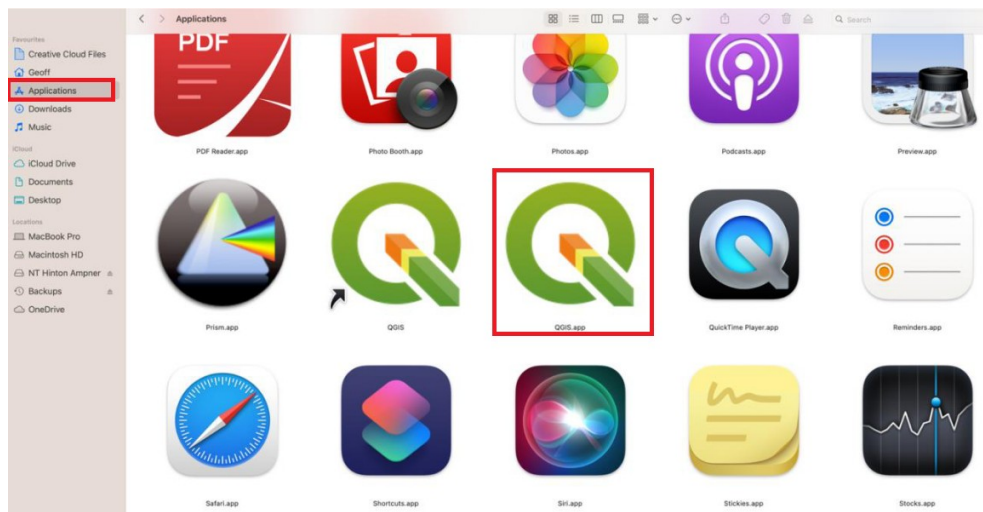 Applications
Search
Favourites
Creative Cloud Files
Geoff
Applications
Downloads
Music
iCloud
iCloud Drive
Documents
Desktop
Locations
MacBook Pro
Macintosh HD
NT Hinton Ampner
Backups
OneDrive
PDF
PDF Reader.app
Photo Booth.app
Photos.app
Podcasts.app
Preview.app
Prism.app
QGIS
QGIS.app
QuickTime Player.app
Reminders.app
Safari.app
Shortcuts.app
Siri.app
Stickies.app
Stocks.app